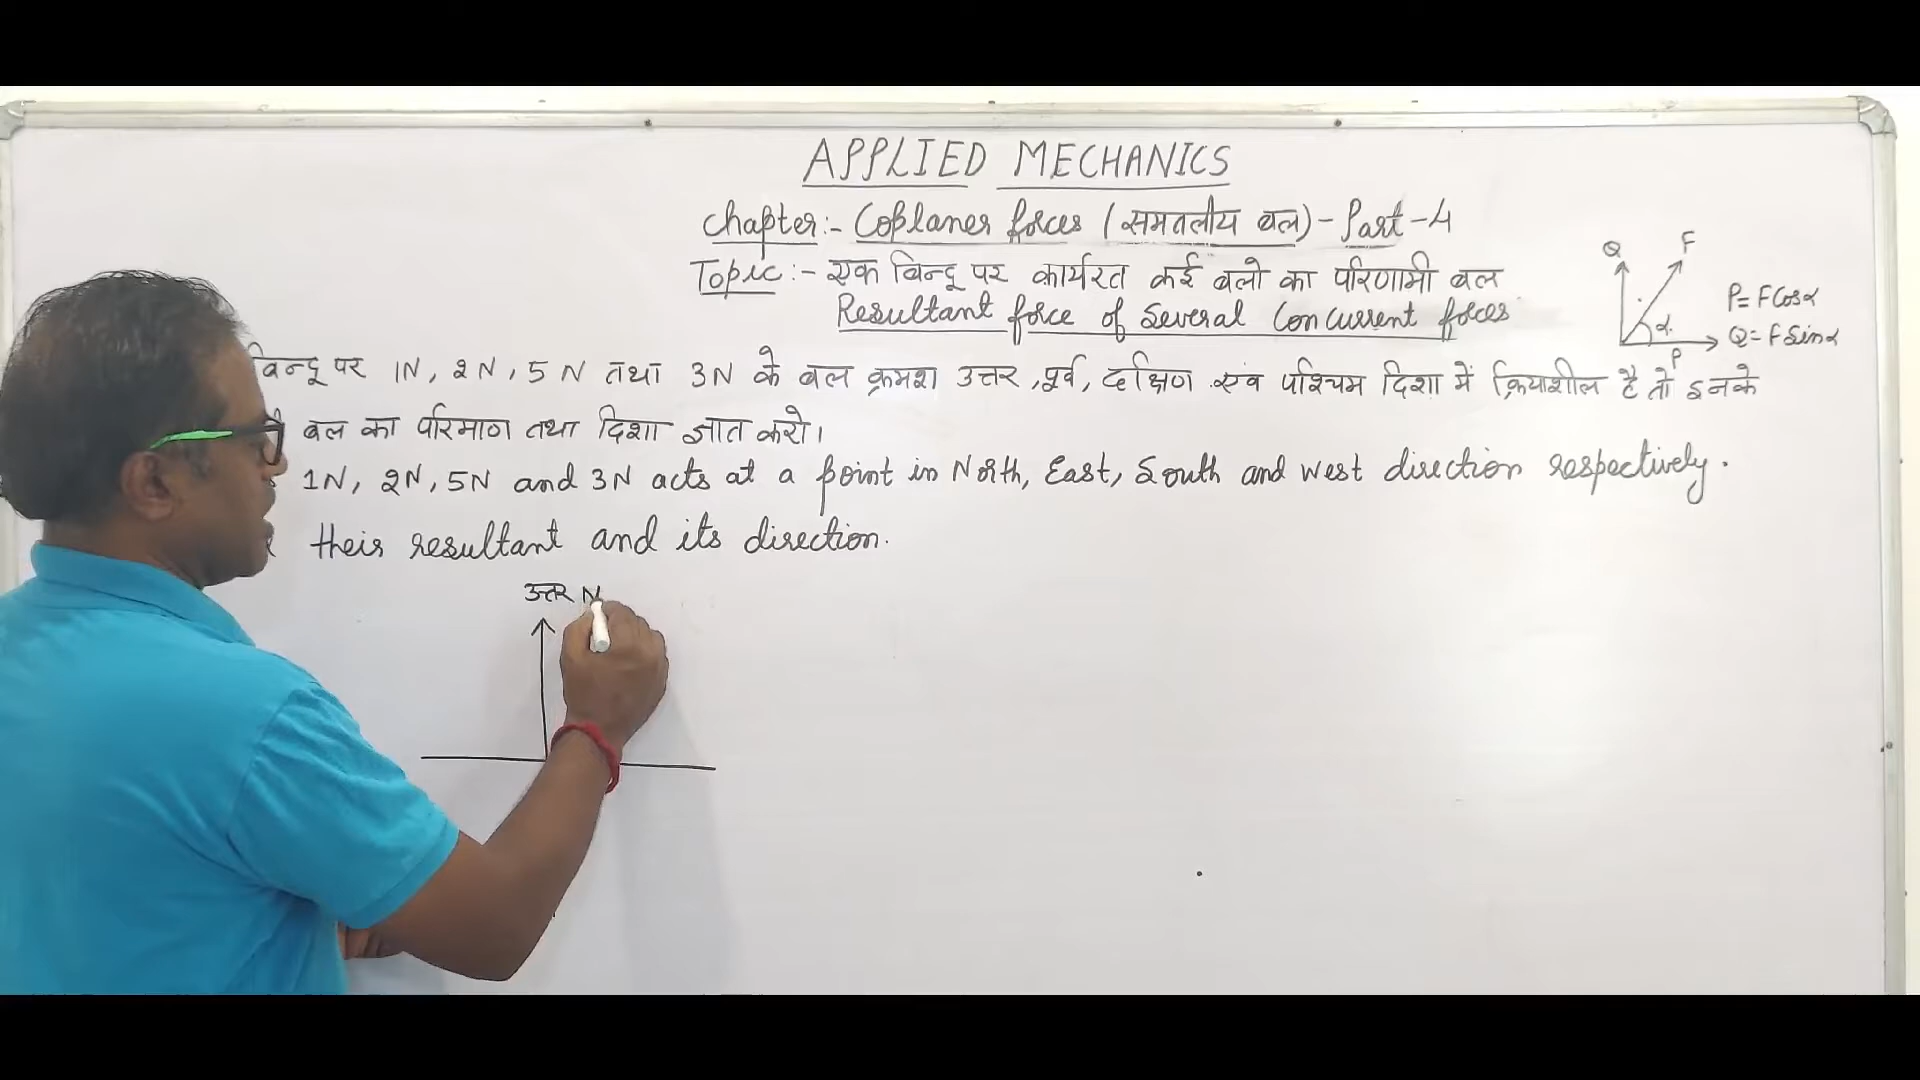 APPLIED MECHANICS
Chapter:- Coplaner forces (समतलीय बल) - Part-4
Topic:- एक बिन्दू पर कार्यरत कई बलो का परिणामी बल
Resultant force of Several Concurrent forces
Q
F
α
P
P = F Cosα
Q = F Sinα
बिन्दू पर 1N, 2N, 5N तथा 3N के बल क्रमश उत्तर, पूर्व, दक्षिण एवं पश्चिम दिशा में क्रियाशील है तो इनके
बल का परिमाण तथा दिशा ज्ञात करो।
1N, 2N, 5N and 3N acts at a point in North, East, South and west direction respectively.
their resultant and its direction.
उत्तर N